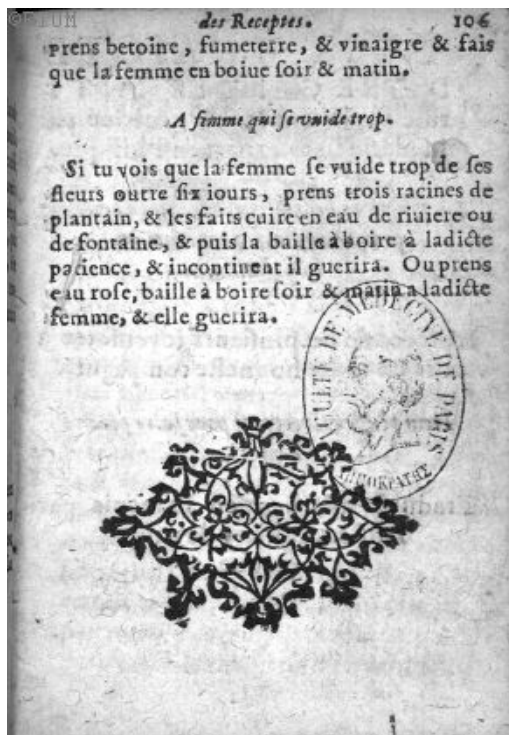 ©BIUM
des Receptes. 106
prens betoine, fumeterre, & vinaigre & fais
que la femme en boiue soir & matin.
A femme qui se vuide trop.
Si tu vois que la femme se vuide trop de ses
fleurs outre six iours, prens trois racines de
plantain, & les faits cuire en eau de riuiere ou
de fontaine, & puis la baille à boire à ladicte
patience, & incontinent il guerira. Ou prens
eau rose, baille à boire soir & matin a ladicte
femme, & elle guerira.
FACULTE DE MEDECINE DE PARIS